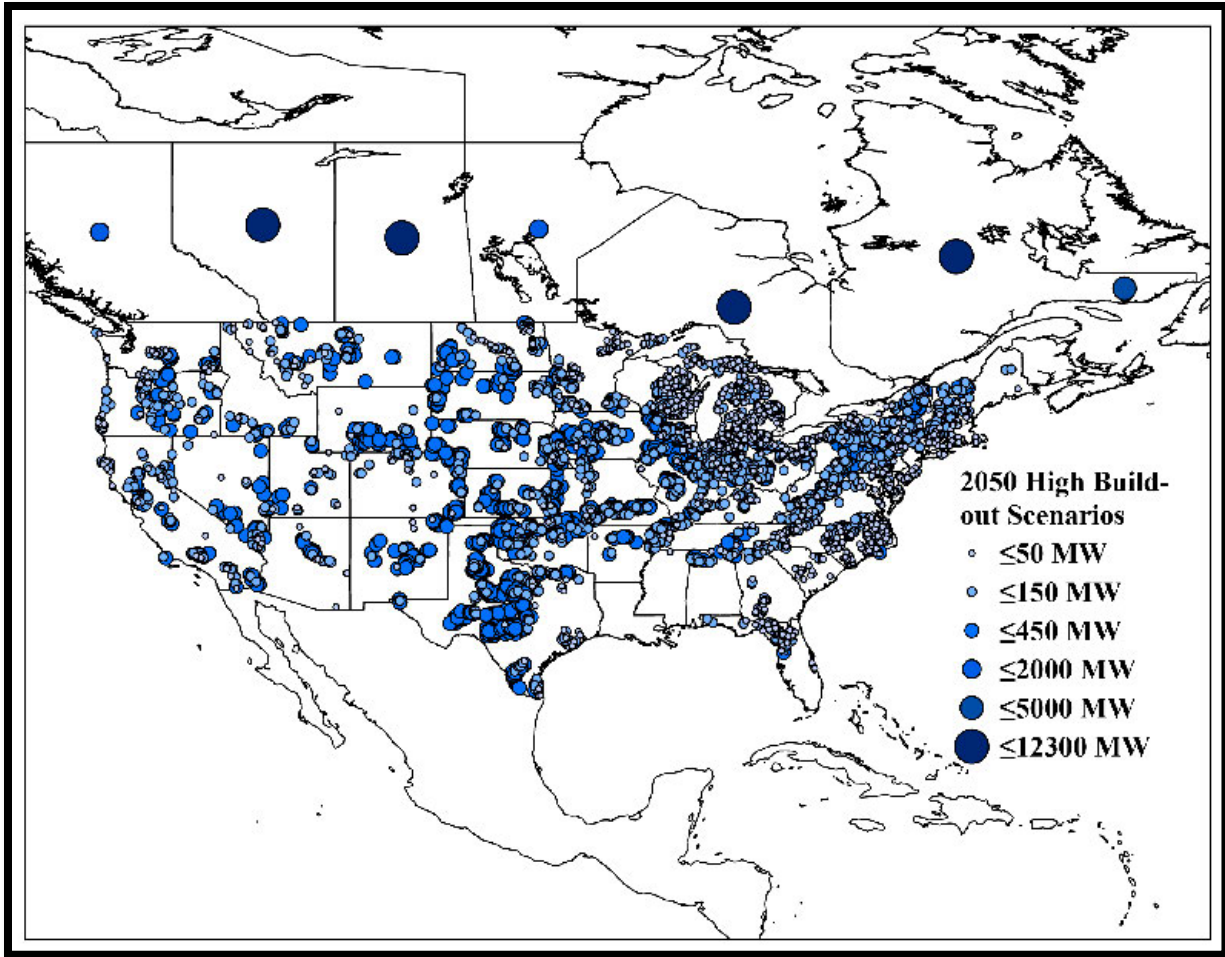 2050 High Build-
out Scenarios
≤50 MW
≤150 MW
≤450 MW
≤2000 MW
≤5000 MW
≤12300 MW